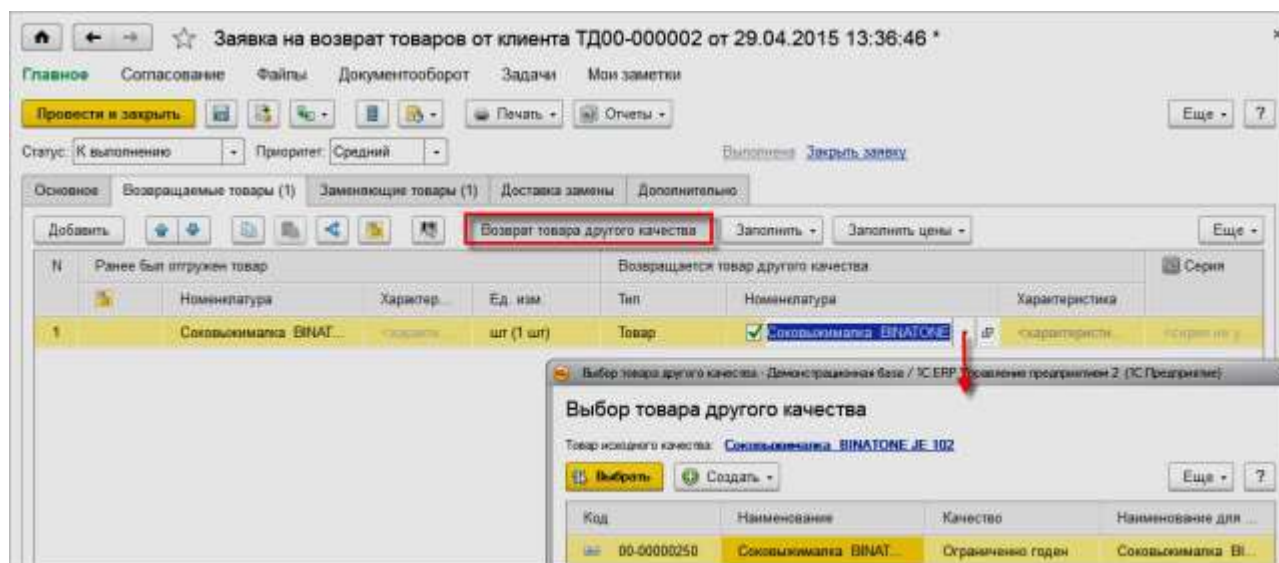 Заявка на возврат товаров от клиента ТД00-000002 от 29.04.2015 13:36:46 *
Главное Согласование Файлы Документооборот Задачи Мои заметки
Провести и закрыть Печать Отчеты Еще ?
Статус: К выполнению Приоритет: Средний Выполнена Закрыть заявку
Основное Возвращаемые товары (1) Заменяющие товары (1) Доставка замены Дополнительно
Добавить Возврат товара другого качества Заполнить Заполнить цены Еще
N Ранее был отгружен товар Возвращается товар другого качества Серия
Номенклатура Характер... Ед. изм Тип Номенклатура Характеристика
1 Соковыжималка BINAT... шт (1 шт) Товар Соковыжималка BINATONE <характеристи...
Выбор товара другого качества - Демонстрационная база / 1С:ERP Управление предприятием 2 (1С:Предприятие)
Выбор товара другого качества
Товар исходного качества: Соковыжималка BINATONE JE 102
Выбрать Создать Еще ?
Код Наименование Качество Наименование для ...
00-00000250 Соковыжималка BINAT... Ограниченно годен Соковыжималка BI...